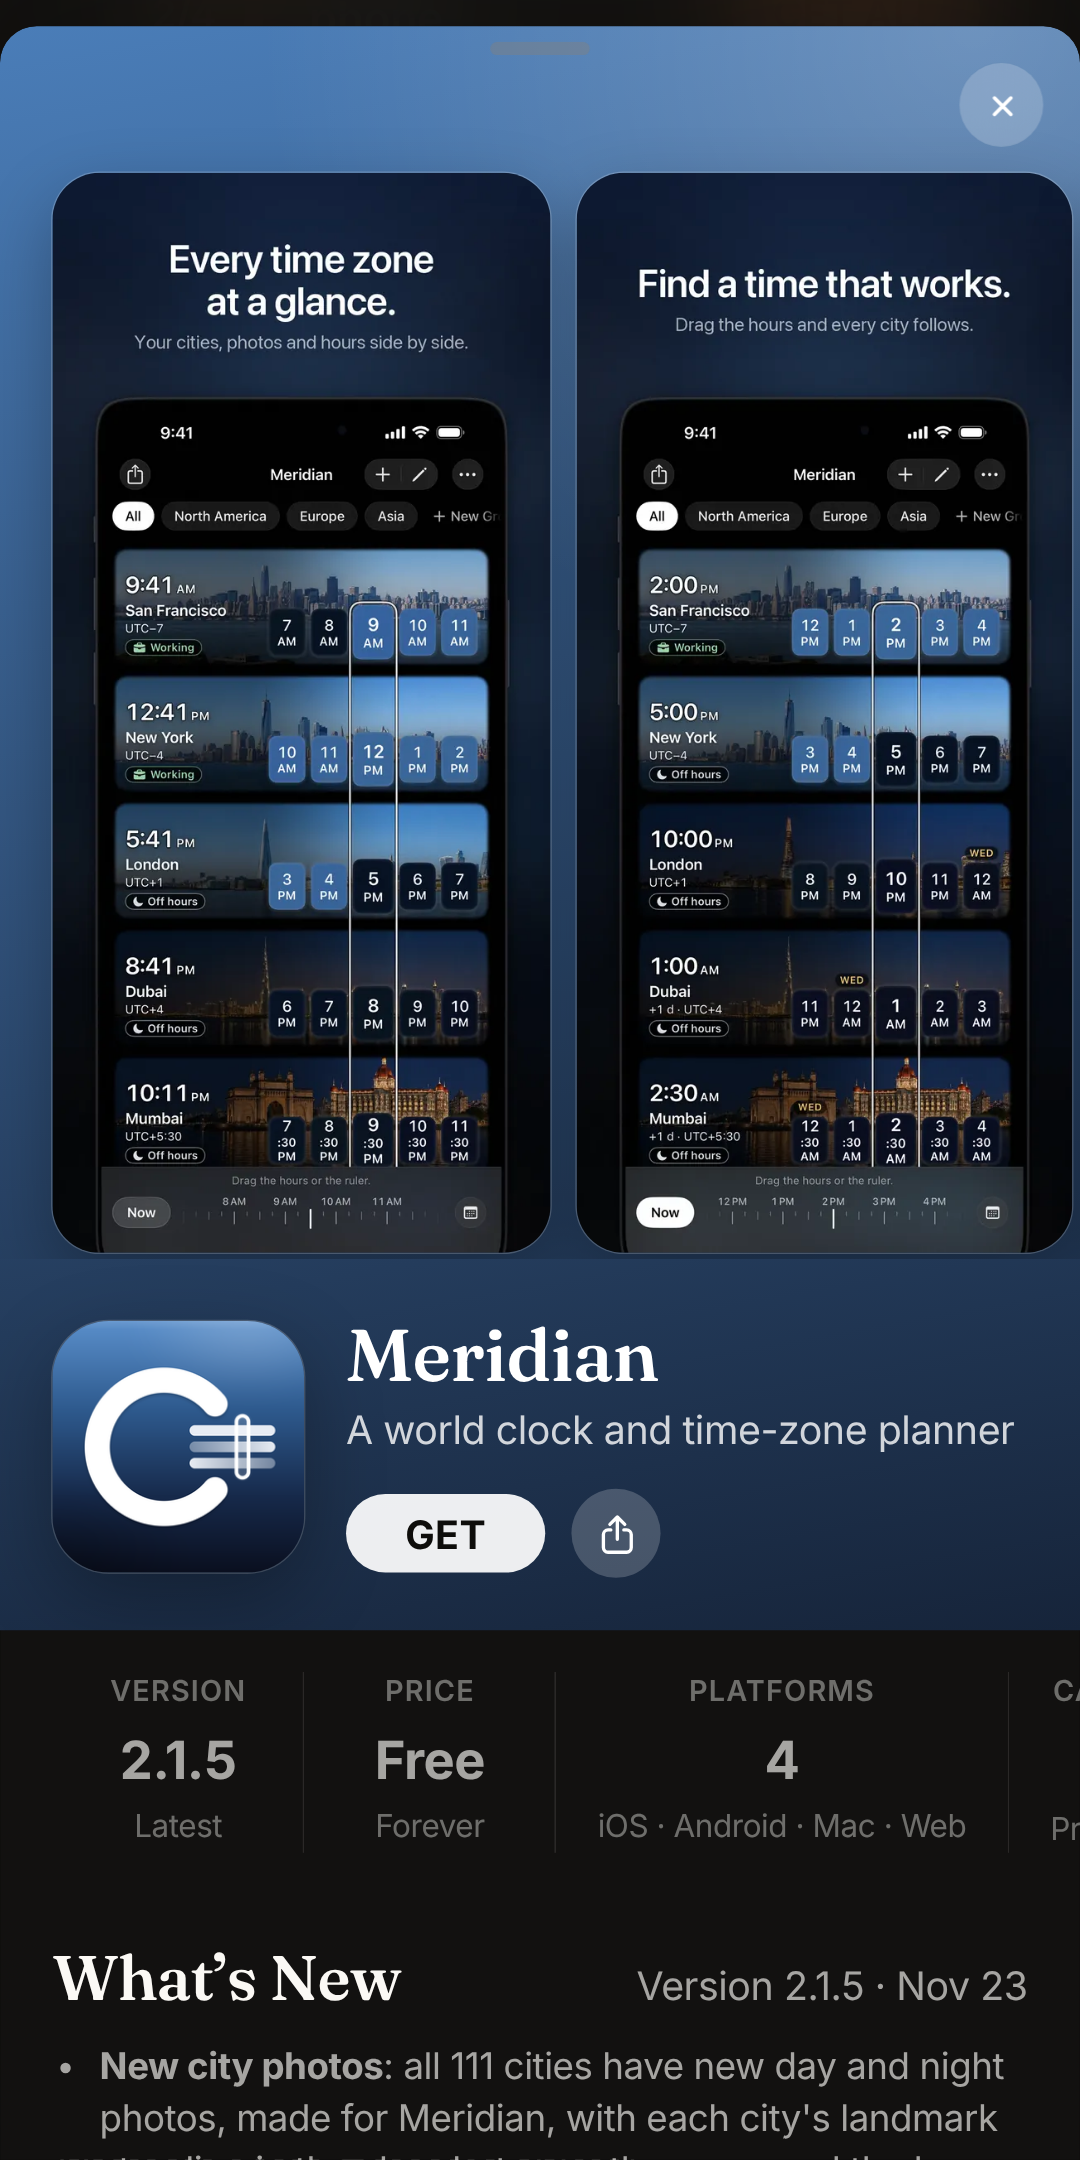 Every time zone
at a glance.
Your cities, photos and hours side by side.
9:41
Meridian
All North America Europe Asia + New Gr
9:41 AM
San Francisco
UTC−7
Working
7 AM 8 AM 9 AM 10 AM 11 AM
12:41 PM
New York
UTC−4
Working
10 AM 11 AM 12 PM 1 PM 2 PM
5:41 PM
London
UTC+1
Off hours
3 PM 4 PM 5 PM 6 PM 7 PM
8:41 PM
Dubai
UTC+4
Off hours
6 PM 7 PM 8 PM 9 PM 10 PM
10:11 PM
Mumbai
UTC+5:30
Off hours
7 :30 PM 8 :30 PM 9 :30 PM 10 :30 PM 11 :30 PM
Drag the hours or the ruler.
Now
8 AM 9 AM 10 AM 11 AM
Find a time that works.
Drag the hours and every city follows.
9:41
Meridian
All North America Europe Asia + New Gr
2:00 PM
San Francisco
UTC−7
Working
12 PM 1 PM 2 PM 3 PM 4 PM
5:00 PM
New York
UTC−4
Off hours
3 PM 4 PM 5 PM 6 PM 7 PM
10:00 PM
London
UTC+1
Off hours
WED
8 PM 9 PM 10 PM 11 PM 12 AM
1:00 AM
Dubai
+1 d · UTC+4
Off hours
WED
11 PM 12 AM 1 AM 2 AM 3 AM
2:30 AM
Mumbai
+1 d · UTC+5:30
Off hours
WED
12 :30 AM 1 :30 AM 2 :30 AM 3 :30 AM 4 :30 AM
Drag the hours or the ruler.
Now
12 PM 1 PM 2 PM 3 PM 4 PM
Meridian
A world clock and time-zone planner
GET
VERSION
2.1.5
Latest
PRICE
Free
Forever
PLATFORMS
4
iOS · Android · Mac · Web
CA
Pr
What’s New
Version 2.1.5 · Nov 23
• New city photos: all 111 cities have new day and night
photos, made for Meridian, with each city's landmark